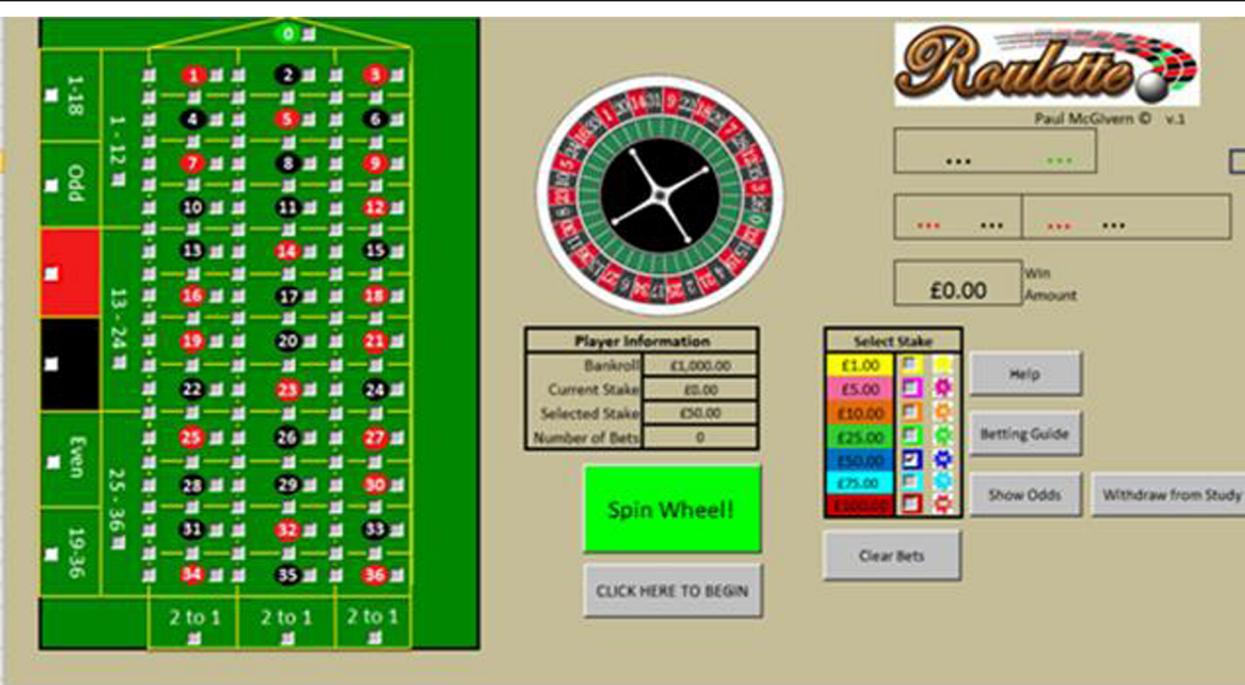 0
1 2 3
4 5 6
7 8 9
10 11 12
13 14 15
16 17 18
19 20 21
22 23 24
25 26 27
28 29 30
31 32 33
34 35 36
2 to 1 2 to 1 2 to 1
1-18
Odd
Even
19-36
1 - 12
13 - 24
25 - 36
Roulette
Paul McGivern © v.1
... ...
... ... ... ...
£0.00
Win
Amount
Player Information
Bankroll £1,000.00
Current Stake £0.00
Selected Stake £50.00
Number of Bets 0
Spin Wheel!
CLICK HERE TO BEGIN
Select Stake
£1.00
£5.00
£10.00
£25.00
£50.00
£75.00
£100.00
Clear Bets
Help
Betting Guide
Show Odds
Withdraw from Study